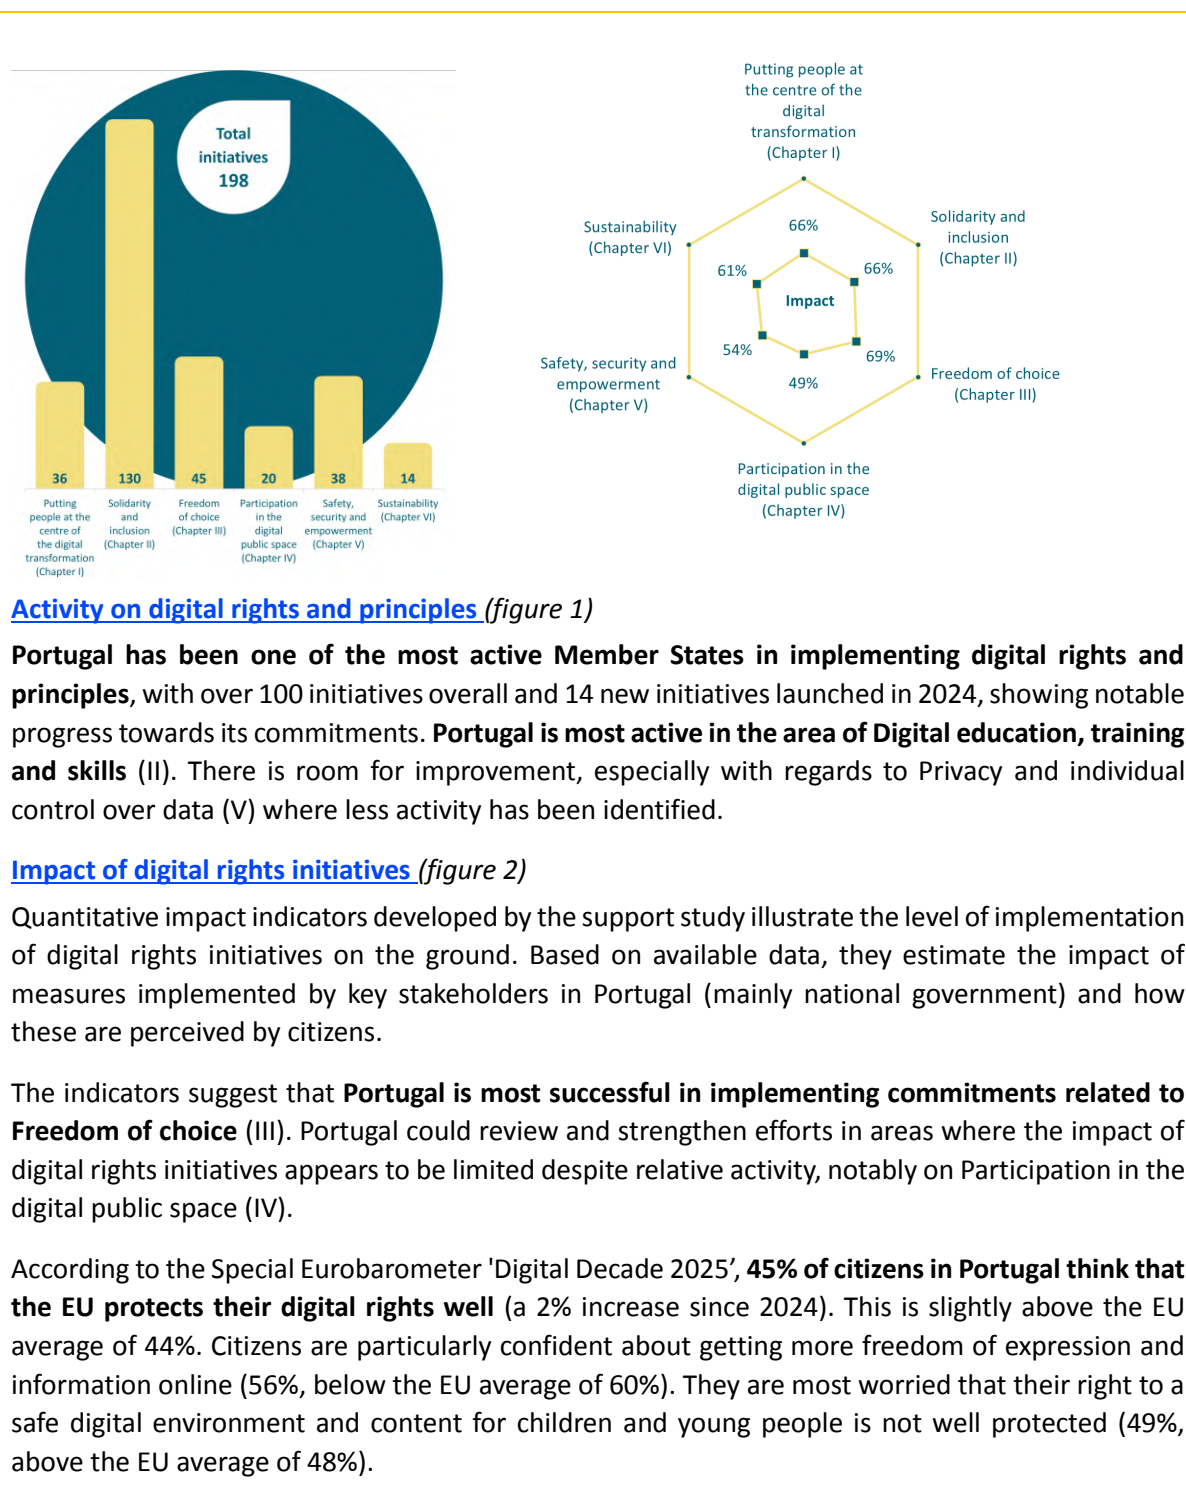 Total
initiatives
198
36
130
45
20
38
14
Putting
people at the
centre of
the digital
transformation
(Chapter I)
Solidarity
and
inclusion
(Chapter II)
Freedom
of choice
(Chapter III)
Participation
in the
digital
public space
(Chapter IV)
Safety,
security and
empowerment
(Chapter V)
Sustainability
(Chapter VI)
Putting people at
the centre of the
digital
transformation
(Chapter I)
Solidarity and
inclusion
(Chapter II)
Freedom of choice
(Chapter III)
Participation in the
digital public space
(Chapter IV)
Safety, security and
empowerment
(Chapter V)
Sustainability
(Chapter VI)
66%
66%
69%
49%
54%
61%
Impact
Activity on digital rights and principles (figure 1)
Portugal has been one of the most active Member States in implementing digital rights and
principles, with over 100 initiatives overall and 14 new initiatives launched in 2024, showing notable
progress towards its commitments. Portugal is most active in the area of Digital education, training
and skills (II). There is room for improvement, especially with regards to Privacy and individual
control over data (V) where less activity has been identified.
Impact of digital rights initiatives (figure 2)
Quantitative impact indicators developed by the support study illustrate the level of implementation
of digital rights initiatives on the ground. Based on available data, they estimate the impact of
measures implemented by key stakeholders in Portugal (mainly national government) and how
these are perceived by citizens.
The indicators suggest that Portugal is most successful in implementing commitments related to
Freedom of choice (III). Portugal could review and strengthen efforts in areas where the impact of
digital rights initiatives appears to be limited despite relative activity, notably on Participation in the
digital public space (IV).
According to the Special Eurobarometer 'Digital Decade 2025’, 45% of citizens in Portugal think that
the EU protects their digital rights well (a 2% increase since 2024). This is slightly above the EU
average of 44%. Citizens are particularly confident about getting more freedom of expression and
information online (56%, below the EU average of 60%). They are most worried that their right to a
safe digital environment and content for children and young people is not well protected (49%,
above the EU average of 48%).